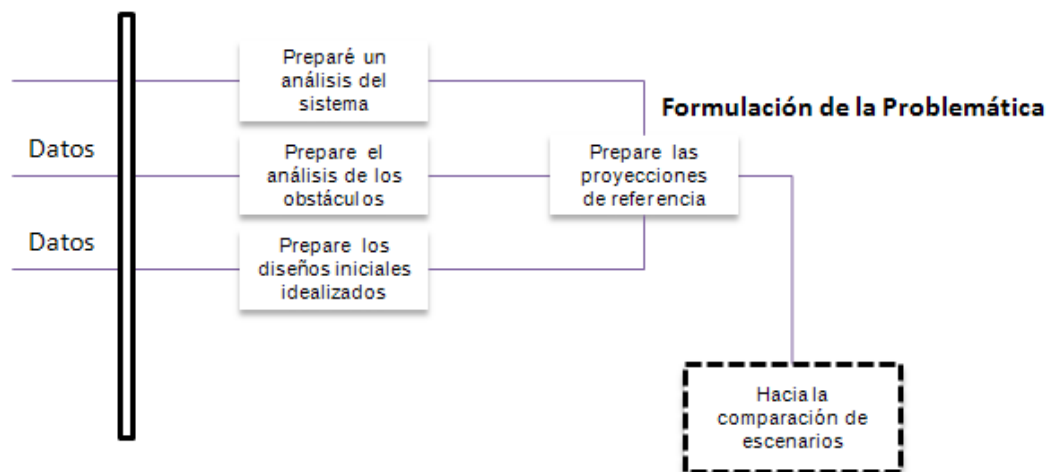 Preparé un
análisis del
sistema
Formulación de la Problemática
Datos
Prepare el
análisis de los
obstáculos
Prepare las
proyecciones
de referencia
Datos
Prepare los
diseños iniciales
idealizados
Hacia la
comparación de
escenarios